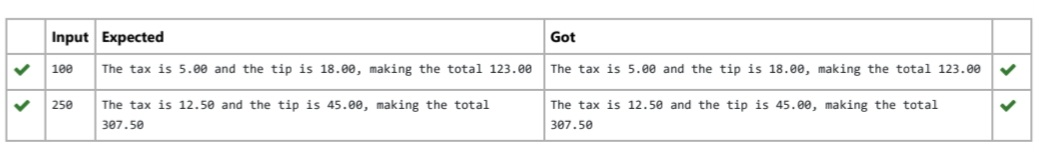 Input Expected Got
100 The tax is 5.00 and the tip is 18.00, making the total 123.00 The tax is 5.00 and the tip is 18.00, making the total 123.00
250 The tax is 12.50 and the tip is 45.00, making the total The tax is 12.50 and the tip is 45.00, making the total
307.50 307.50